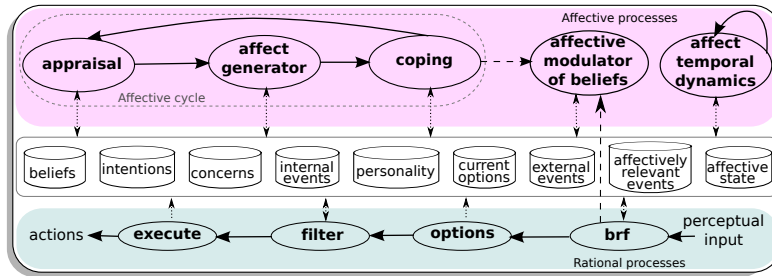 Affective processes
appraisal
affect
generator
coping
affective
modulator
of beliefs
affect
temporal
dynamics
Affective cycle
beliefs
intentions
concerns
internal
events
personality
current
options
external
events
affectively
relevant
events
affective
state
actions
execute
filter
options
brf
perceptual
input
Rational processes